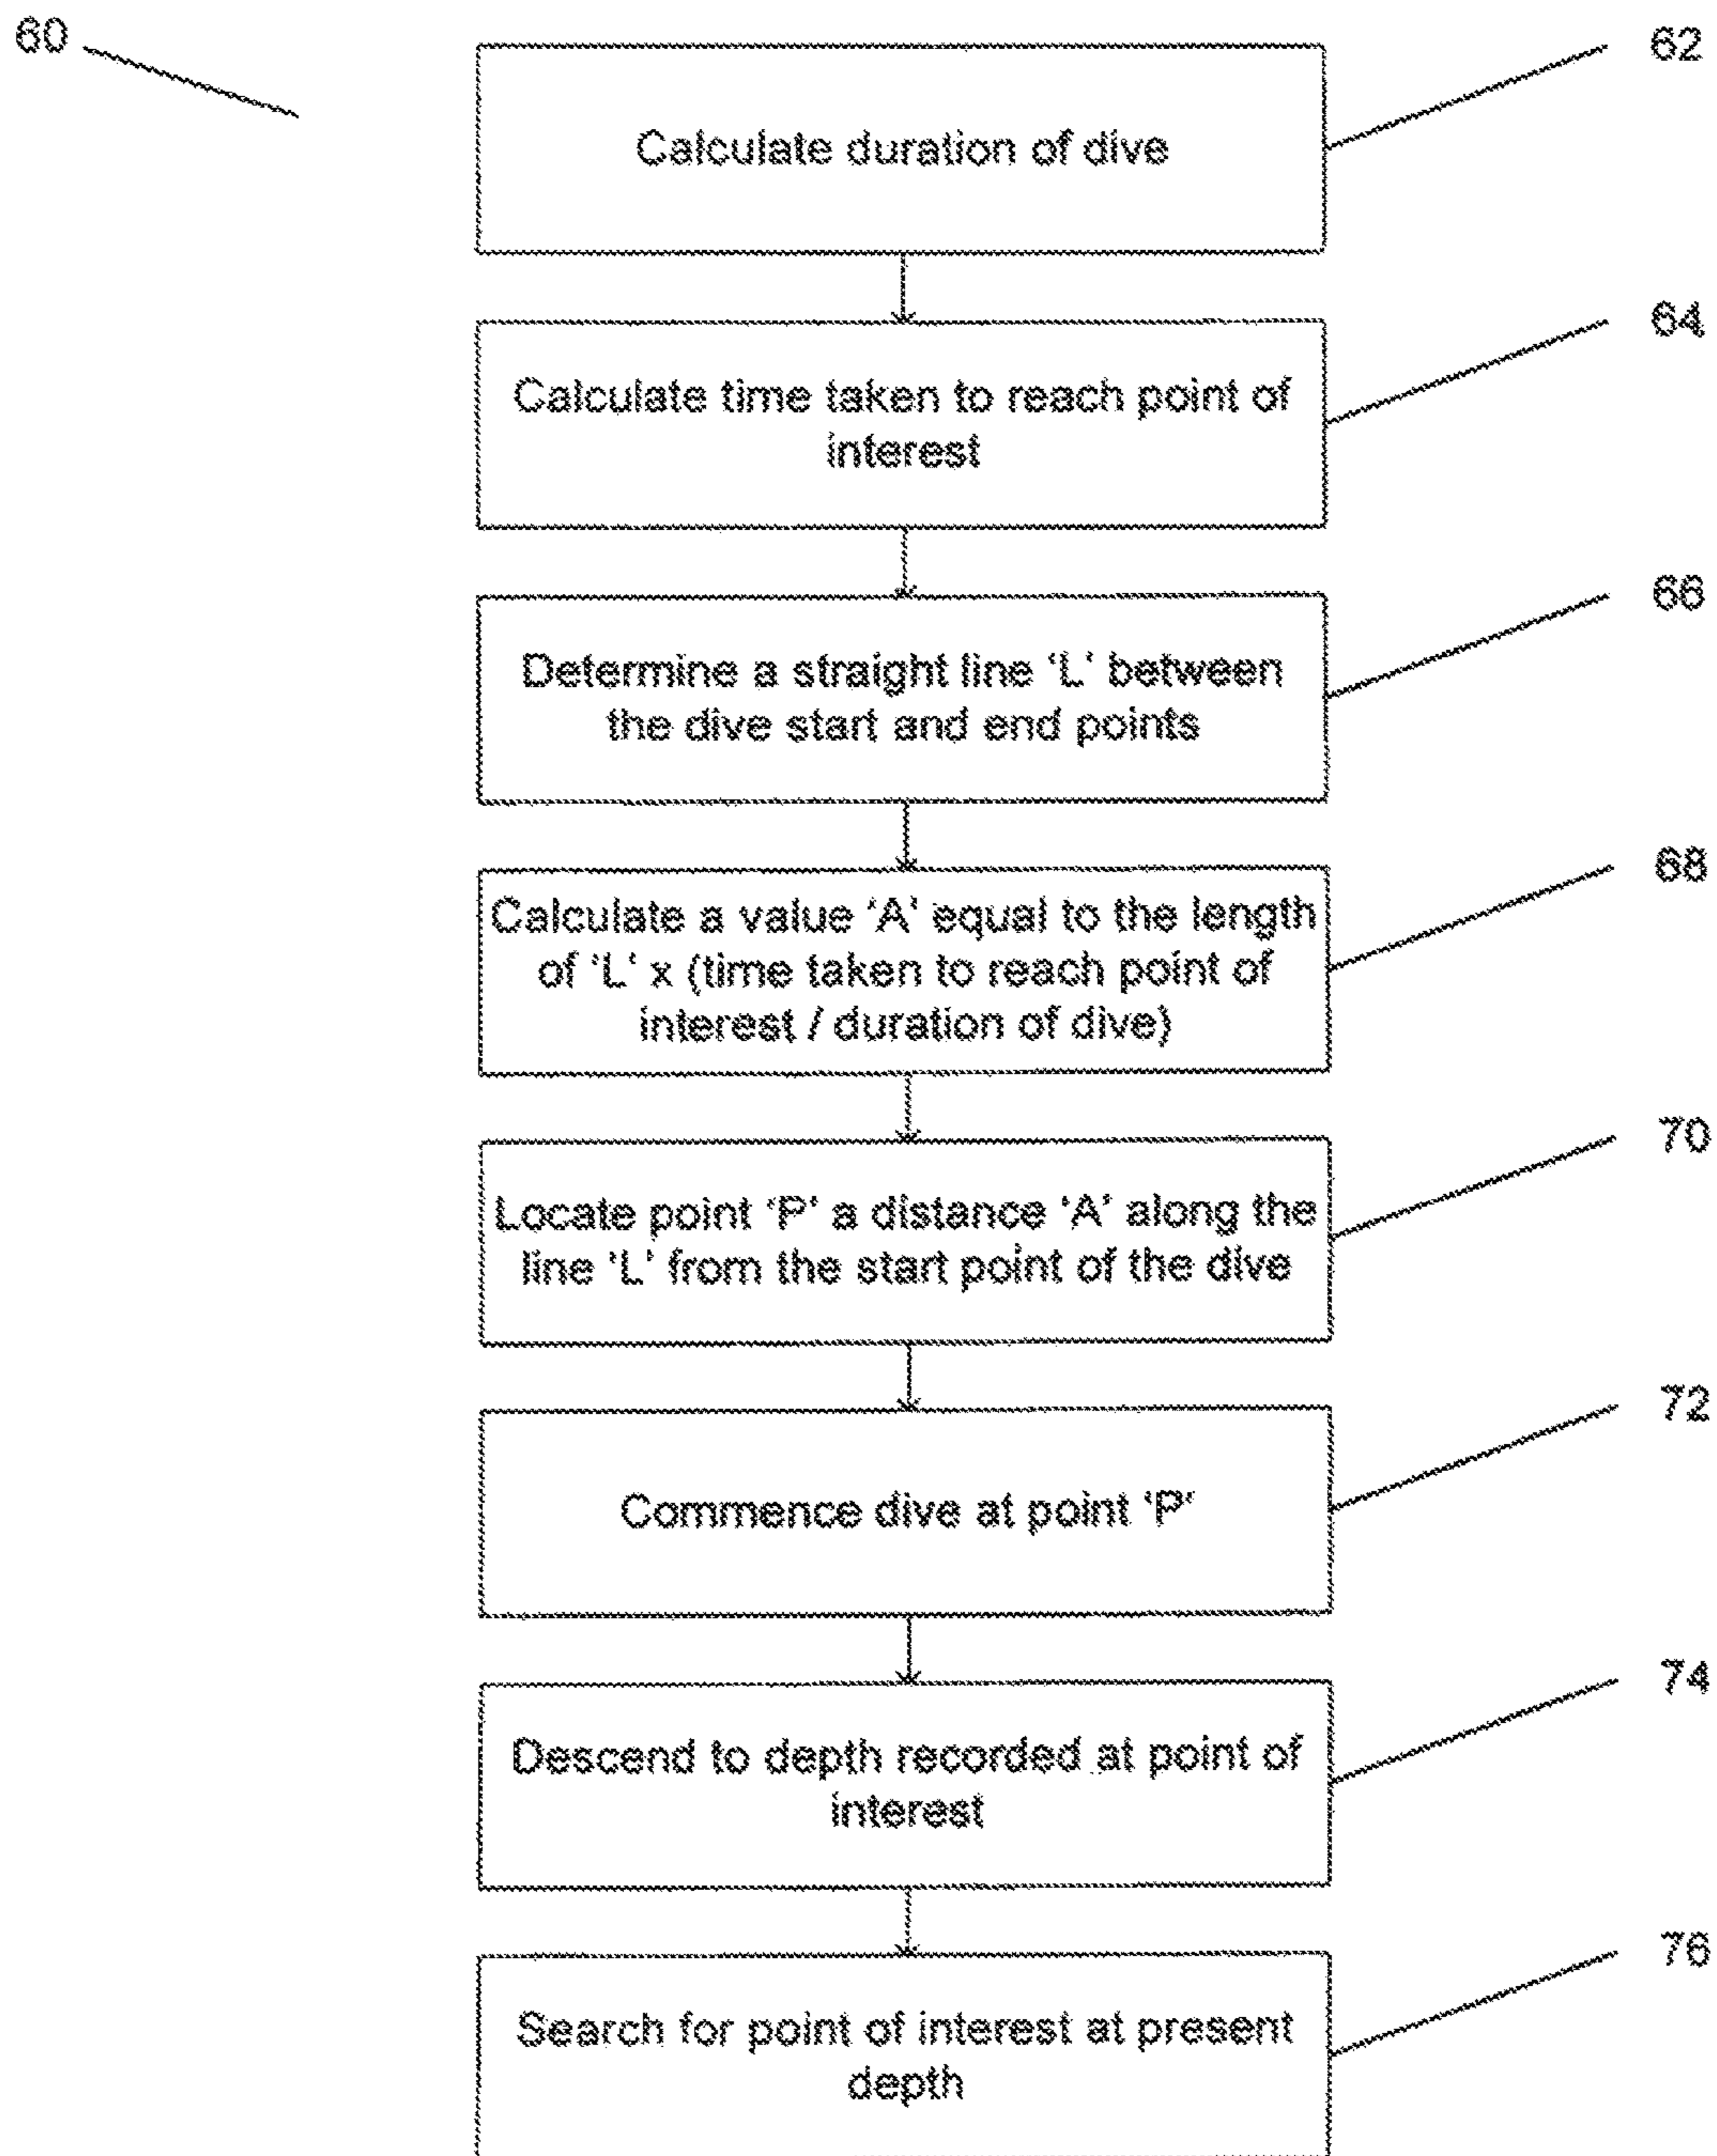 60
62
Calculate duration of dive
64
Calculate time taken to reach point of
interest
66
Determine a straight line ‘L‘ between
the dive start and end points
68
Calculate a value ‘A’ equal to the length
of ‘L‘ x (time taken to reach point of
interest / duration of dive)
70
Locate point ‘P’ a distance ‘A’ along the
line ‘L’ from the start point of the dive
72
Commence dive at point ‘P’
74
Descend to depth recorded at point of
interest
76
Search for point of interest at present
depth